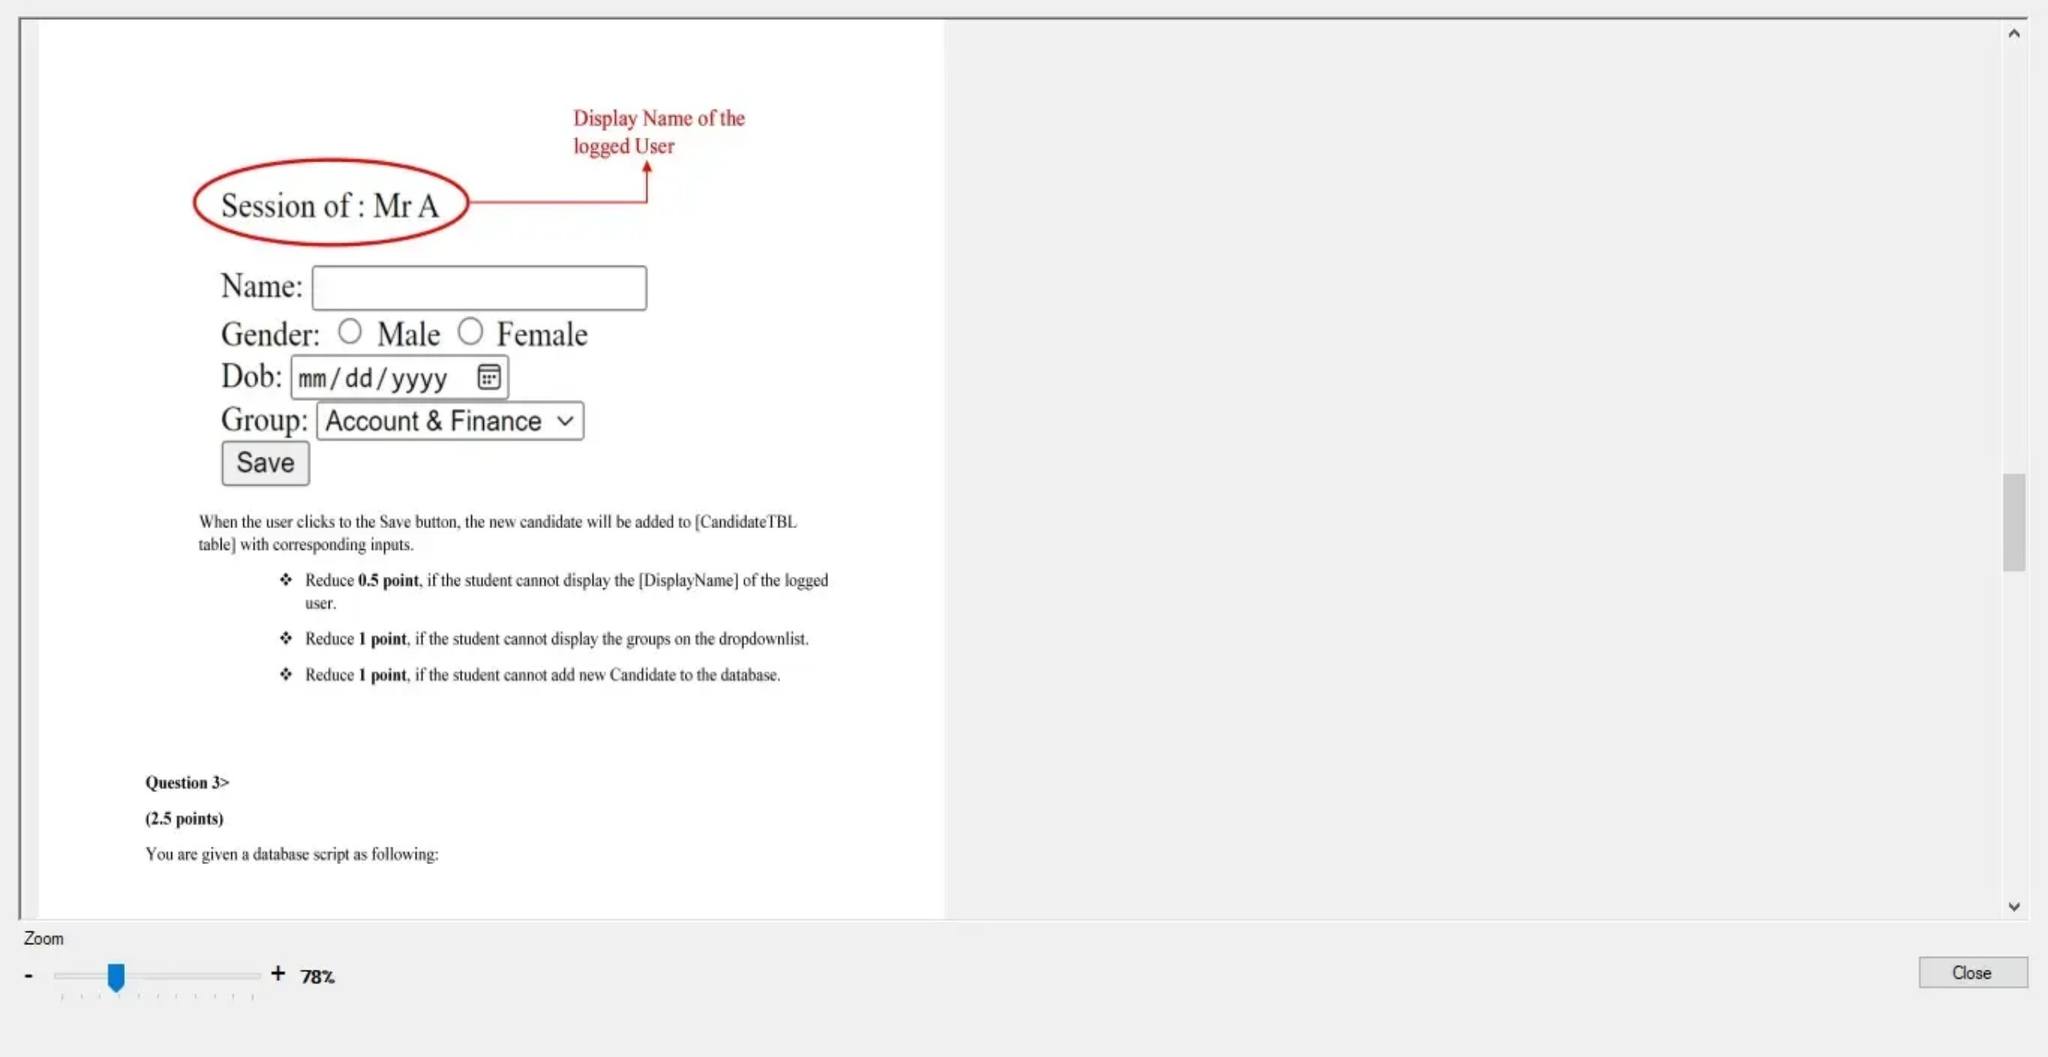 Display Name of the
logged User
Session of : Mr A
Name:
Gender: Male Female
Dob: mm/dd/yyyy
Group: Account & Finance
Save
When the user clicks to the Save button, the new candidate will be added to [CandidateTBL
table] with corresponding inputs.
❖ Reduce 0.5 point, if the student cannot display the [DisplayName] of the logged
user.
❖ Reduce 1 point, if the student cannot display the groups on the dropdownlist.
❖ Reduce 1 point, if the student cannot add new Candidate to the database.
Question 3>
(2.5 points)
You are given a database script as following:
Zoom
- + 78%
Close